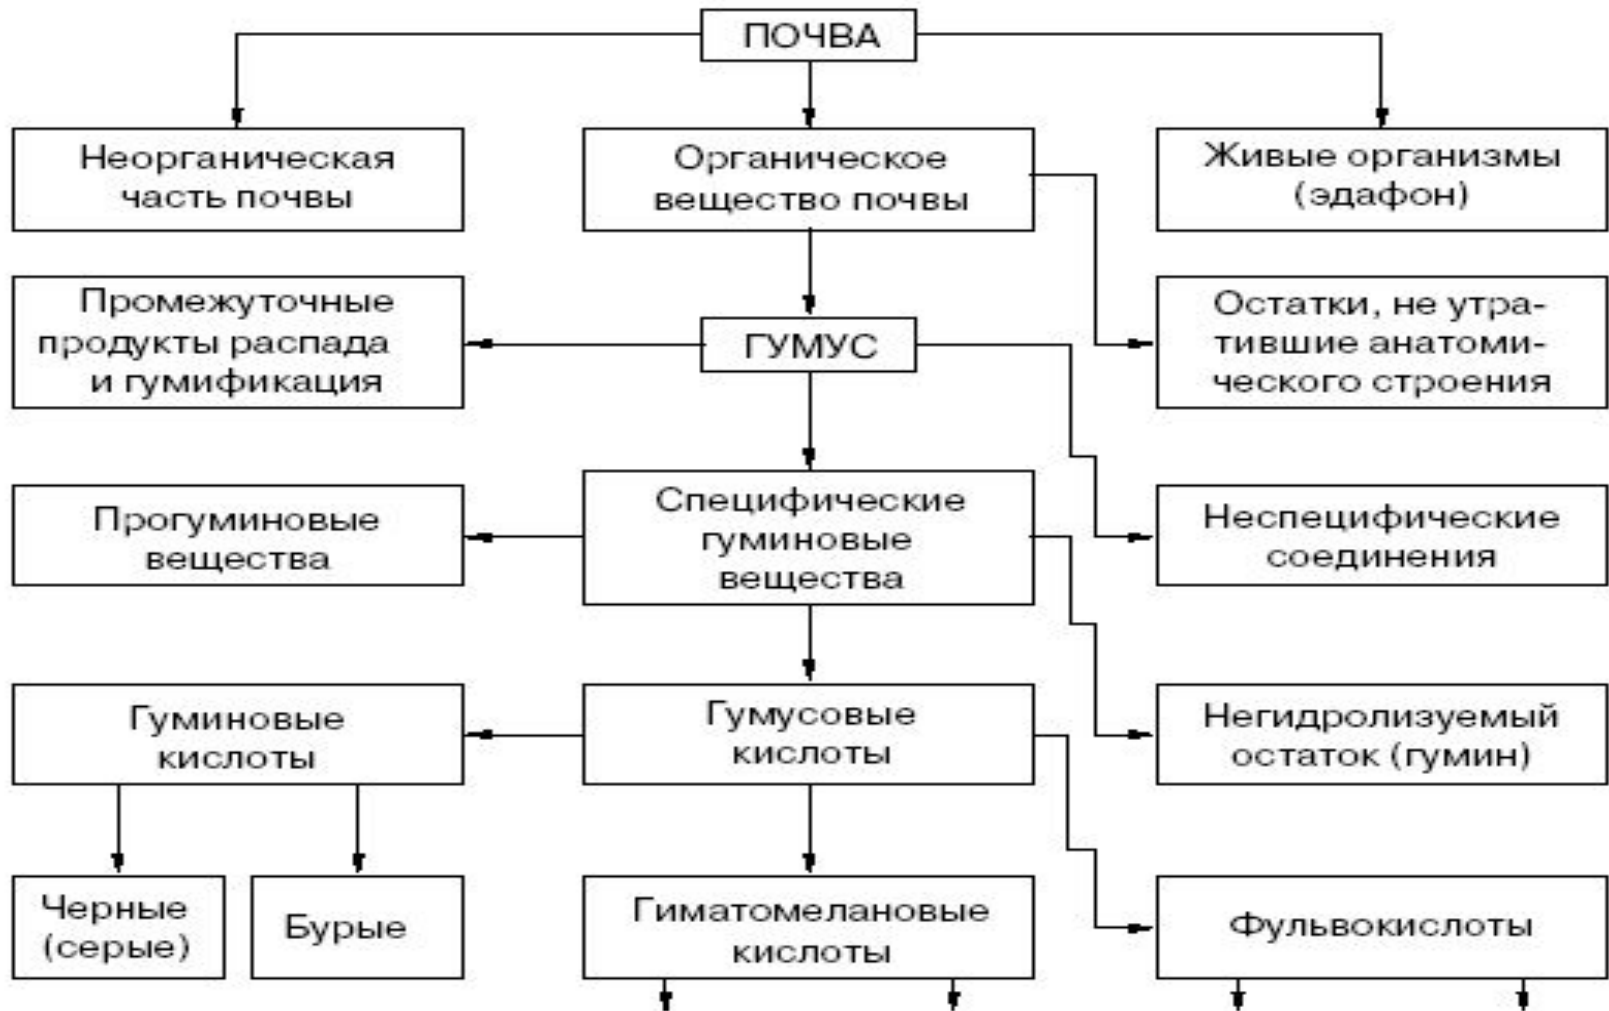 ПОЧВА
Неорганическая
часть почвы
Органическое
вещество почвы
Живые организмы
(эдафон)
Промежуточные
продукты распада
и гумификация
ГУМУС
Остатки, не утра-
тившие анатоми-
ческого строения
Прогуминовые
вещества
Специфические
гуминовые
вещества
Неспецифические
соединения
Гуминовые
кислоты
Гумусовые
кислоты
Негидролизуемый
остаток (гумин)
Черные
(серые)
Бурые
Гиматомелановые
кислоты
Фульвокислоты